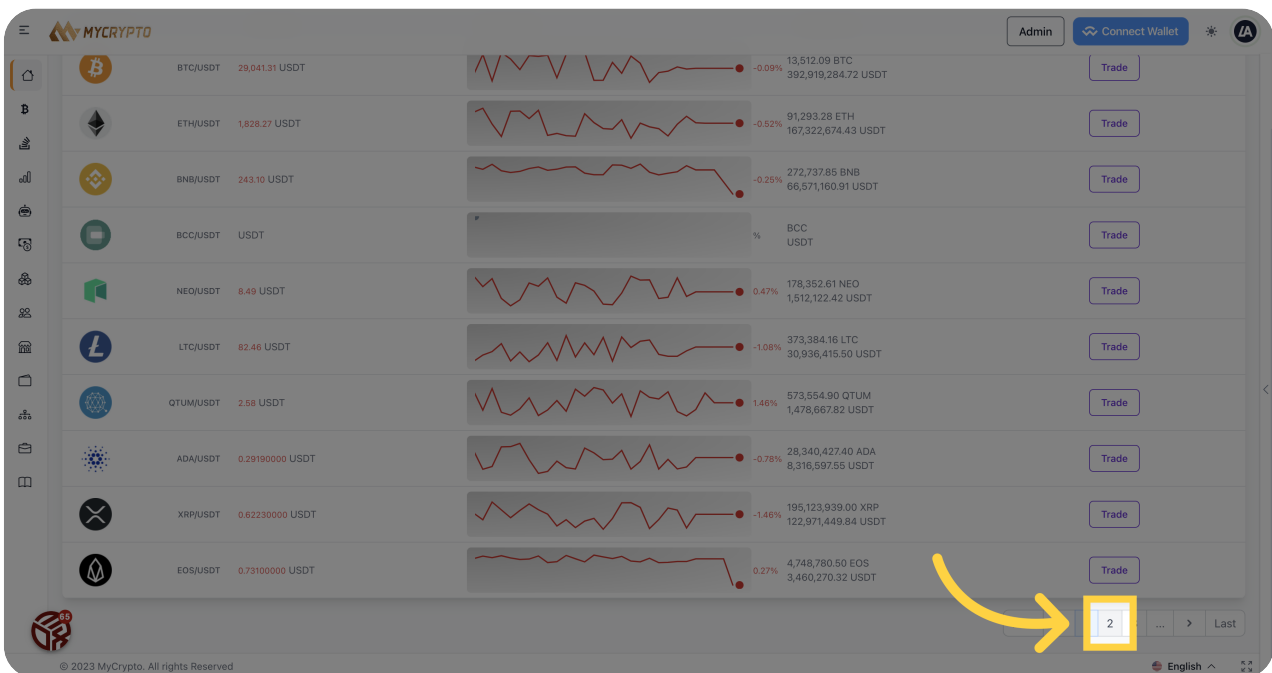 MYCRYPTO
Admin
Connect Wallet
BTC/USDT 29,041.31 USDT -0.09% 13,512.09 BTC
392,919,284.72 USDT
Trade
ETH/USDT 1,828.27 USDT -0.52% 91,293.28 ETH
167,322,674.43 USDT
Trade
BNB/USDT 243.10 USDT -0.25% 272,737.85 BNB
66,571,160.91 USDT
Trade
BCC/USDT USDT % BCC
USDT
Trade
NEO/USDT 8.49 USDT 0.47% 178,352.61 NEO
1,512,122.42 USDT
Trade
LTC/USDT 82.46 USDT -1.08% 373,384.16 LTC
30,936,415.50 USDT
Trade
QTUM/USDT 2.58 USDT 1.46% 573,554.90 QTUM
1,478,667.82 USDT
Trade
ADA/USDT 0.29190000 USDT -0.78% 28,340,427.40 ADA
8,316,597.55 USDT
Trade
XRP/USDT 0.62230000 USDT -1.46% 195,123,939.00 XRP
122,971,449.84 USDT
Trade
EOS/USDT 0.73100000 USDT 0.27% 4,748,780.50 EOS
3,460,270.32 USDT
Trade
65
2 ... > Last
© 2023 MyCrypto. All rights Reserved
English